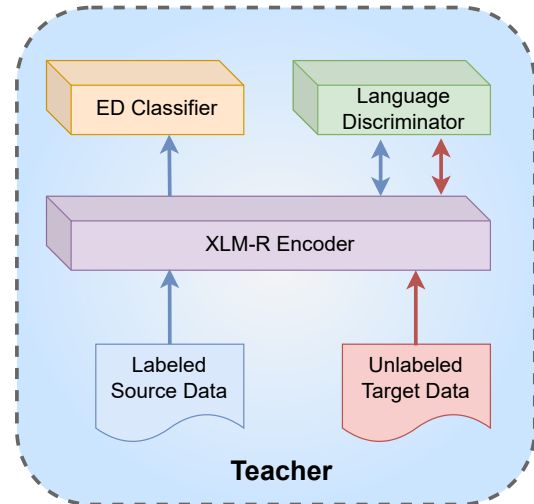 ED Classifier
Language
Discriminator
XLM-R Encoder
Labeled
Source Data
Unlabeled
Target Data
Teacher